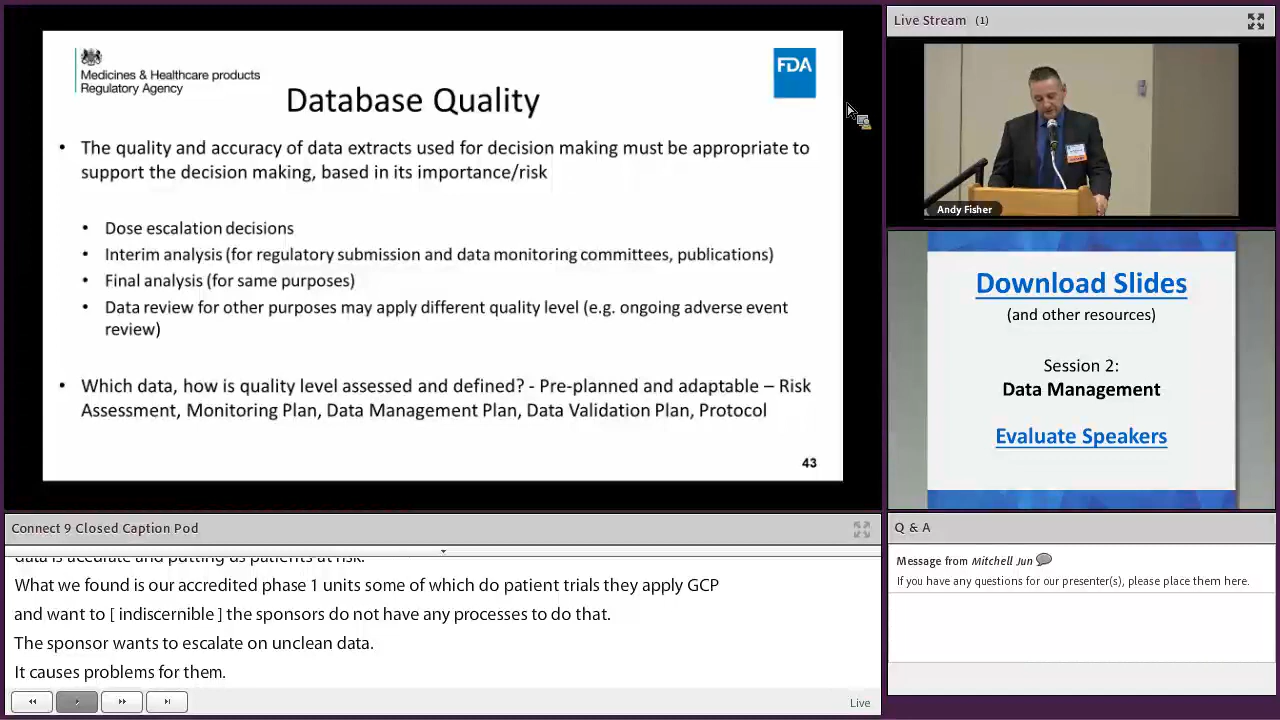 Medicines & Healthcare products
Regulatory Agency
FDA
Database Quality
• The quality and accuracy of data extracts used for decision making must be appropriate to
support the decision making, based in its importance/risk
• Dose escalation decisions
• Interim analysis (for regulatory submission and data monitoring committees, publications)
• Final analysis (for same purposes)
• Data review for other purposes may apply different quality level (e.g. ongoing adverse event
review)
• Which data, how is quality level assessed and defined? - Pre-planned and adaptable – Risk
Assessment, Monitoring Plan, Data Management Plan, Data Validation Plan, Protocol
43
Live Stream (1)
Andy Fisher
Download Slides
(and other resources)
Session 2:
Data Management
Evaluate Speakers
Connect 9 Closed Caption Pod
data is accurate and putting us patients at risk.
What we found is our accredited phase 1 units some of which do patient trials they apply GCP
and want to [ indiscernible ] the sponsors do not have any processes to do that.
The sponsor wants to escalate on unclean data.
It causes problems for them.
Live
Q & A
Message from Mitchell Jun
If you have any questions for our presenter(s), please place them here.